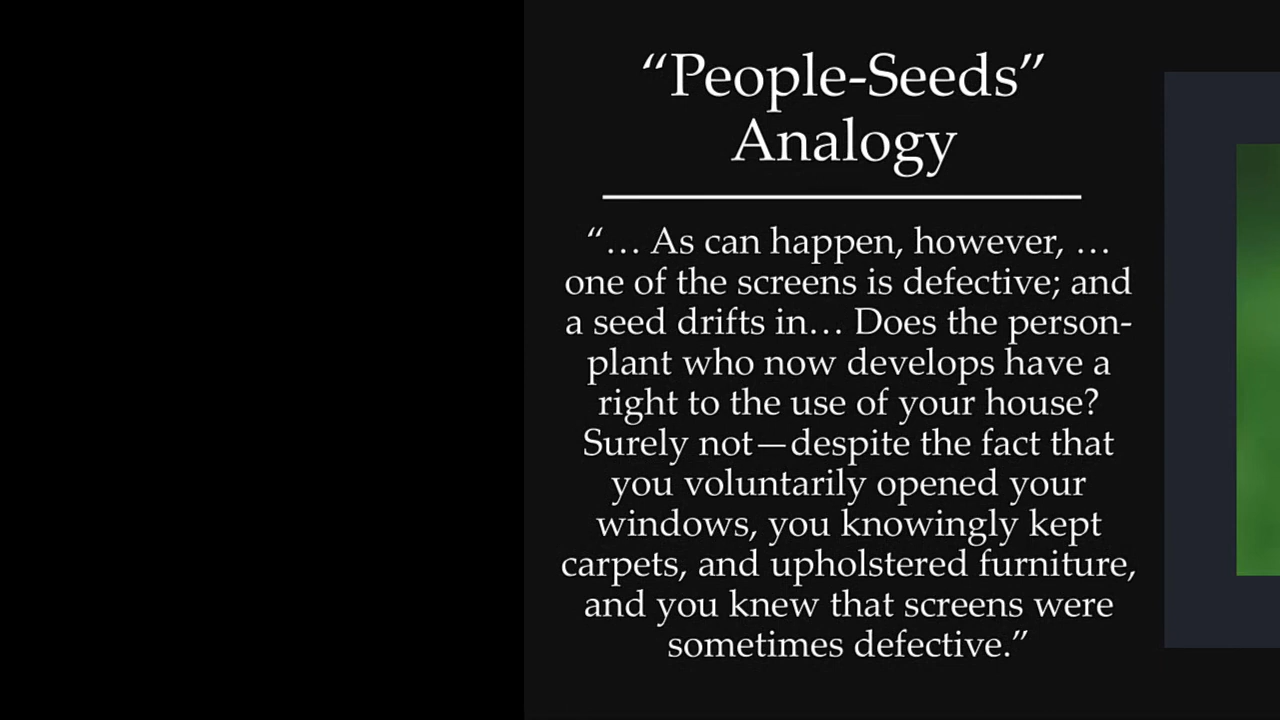 “People-Seeds”
Analogy
“… As can happen, however, …
one of the screens is defective; and
a seed drifts in… Does the person-
plant who now develops have a
right to the use of your house?
Surely not—despite the fact that
you voluntarily opened your
windows, you knowingly kept
carpets, and upholstered furniture,
and you knew that screens were
sometimes defective.”